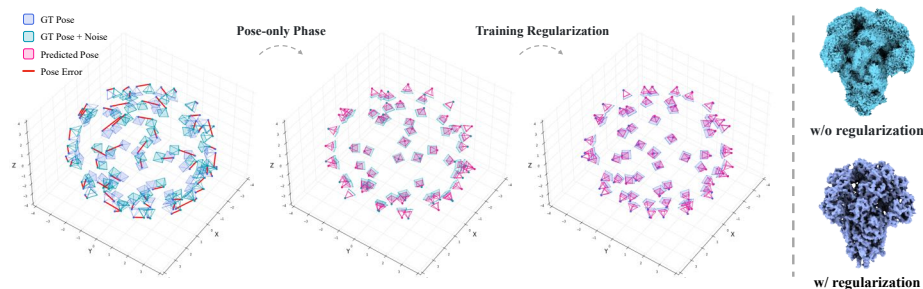 GT Pose
GT Pose + Noise
Predicted Pose
Pose Error
Pose-only Phase
Training Regularization
w/o regularization
w/ regularization
Z
Y
X
Z
Y
X
Z
Y
X